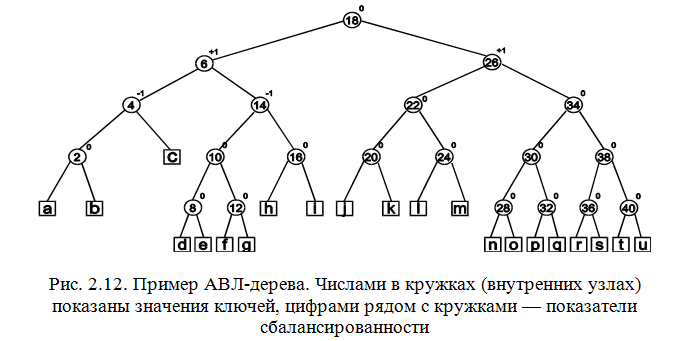 0
18
+1
6
+1
26
-1
4
-1
14
0
22
0
34
0
2
C
0
10
0
16
0
20
0
24
0
30
0
38
a
b
0
8
0
12
h
i
j
k
l
m
0
28
0
32
0
36
0
40
d
e
f
g
n
o
p
q
r
s
t
u
Рис. 2.12. Пример АВЛ-дерева. Числами в кружках (внутренних узлах)
показаны значения ключей, цифрами рядом с кружками — показатели
сбалансированности